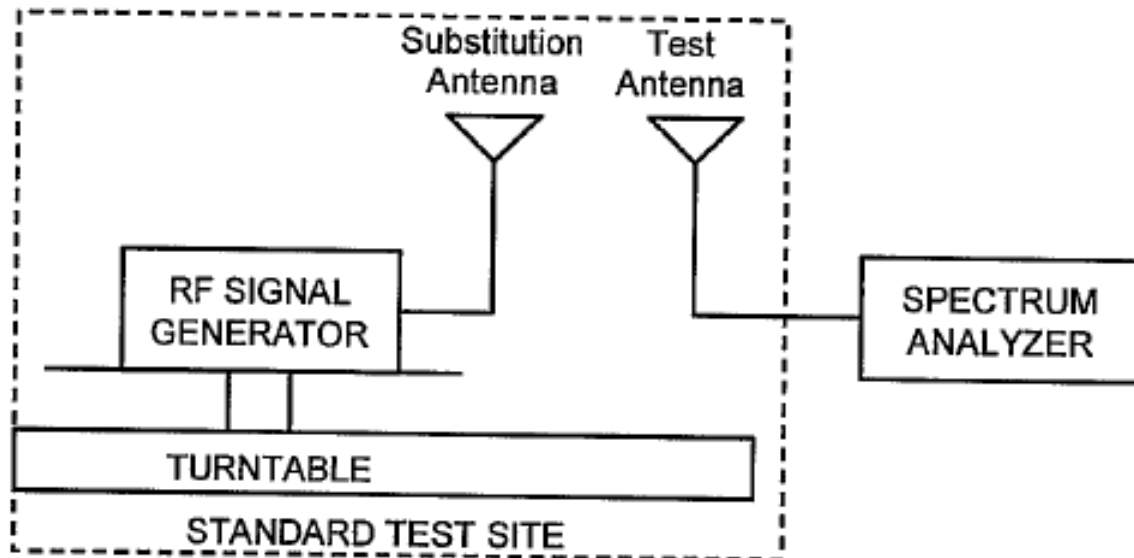 Substitution
Antenna
Test
Antenna
RF SIGNAL
GENERATOR
SPECTRUM
ANALYZER
TURNTABLE
STANDARD TEST SITE